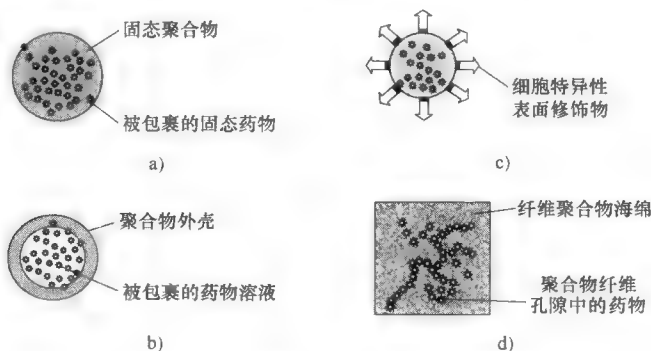 固态聚合物
被包裹的固态药物
a)
聚合物外壳
被包裹的药物溶液
b)
细胞特异性
表面修饰物
c)
纤维聚合物海绵
聚合物纤维
孔隙中的药物
d)